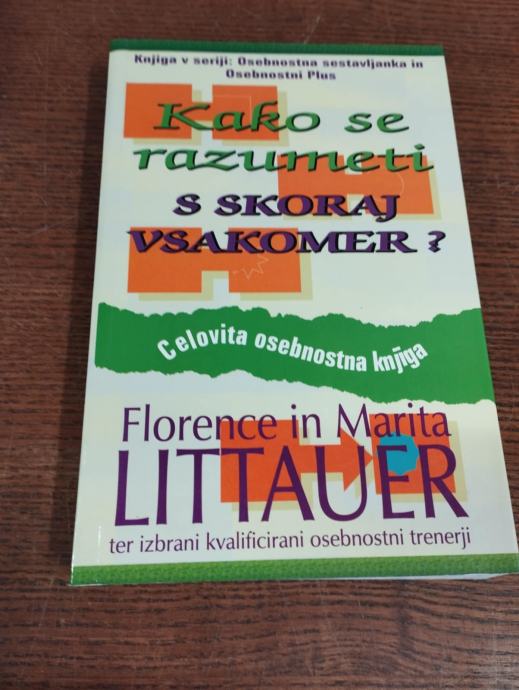 Knjiga v seriji: Osebnostna sestavljanka in
Osebnostni Plus
Kako se
razumeti
S SKORAJ
VSAKOMER ?
Celovita osebnostna knjiga
Florence in Marita
LITTAUER
ter izbrani kvalificirani osebnostni trenerji